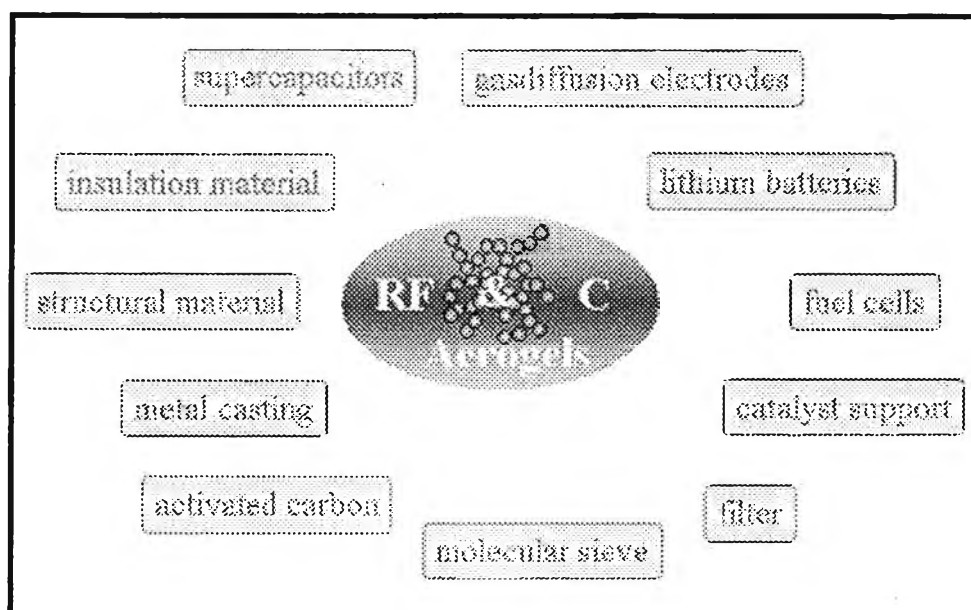 supercapacitors gasdiffusion electrodes
insulation material lithium batteries
RF & C
structural material fuel cells
Aerogels
metal casting catalyst support
activated carbon filter
molecular sieve